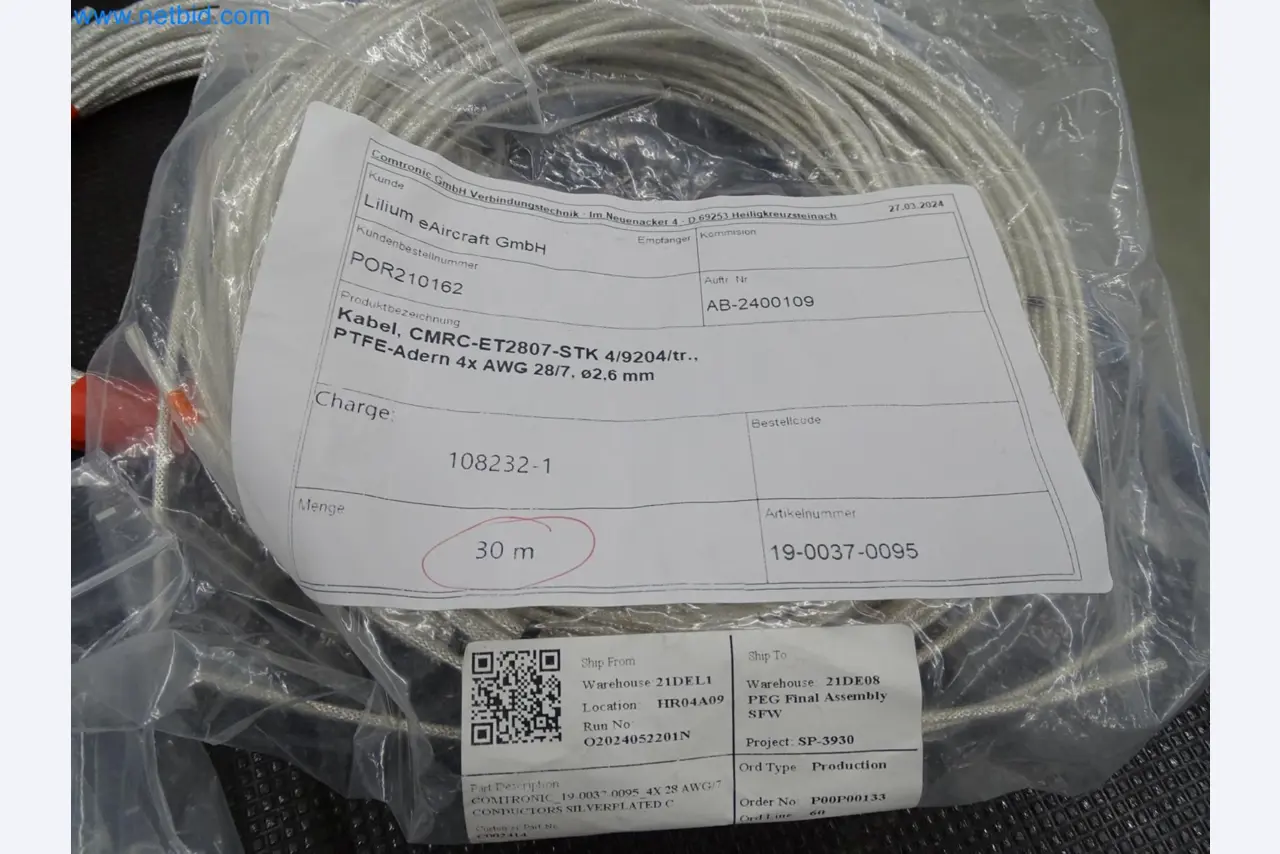 www.netbid.com
Comtronic GmbH Verbindungstechnik · Im Neuenacker 4 · D 69253 Heiligkreuzsteinach 27.03.2024
Kunde
Lilium eAircraft GmbH
Empfänger
Kommision
Kundenbestellnummer
POR210162
Auftr. Nr
AB-2400109
Produktbezeichnung
Kabel, CMRC-ET2807-STK 4/9204/tr.,
PTFE-Adern 4x AWG 28/7, ø2,6 mm
Charge:
108232-1
Bestellcode
Menge
30 m
Artikelnummer
19-0037-0095
Ship From
Warehouse: 21DEL1
Location: HR04A09
Run No
O2024052201N
Ship To
Warehouse: 21DE08
PEG Final Assembly
SFW
Project: SP-3930
Part Description
COMTRONIC_19-0037-0095_4X 28 AWG/7
CONDUCTORS SILVERPLATED C
Ord Type Production
Order No: P00P00133
Ord Line 60